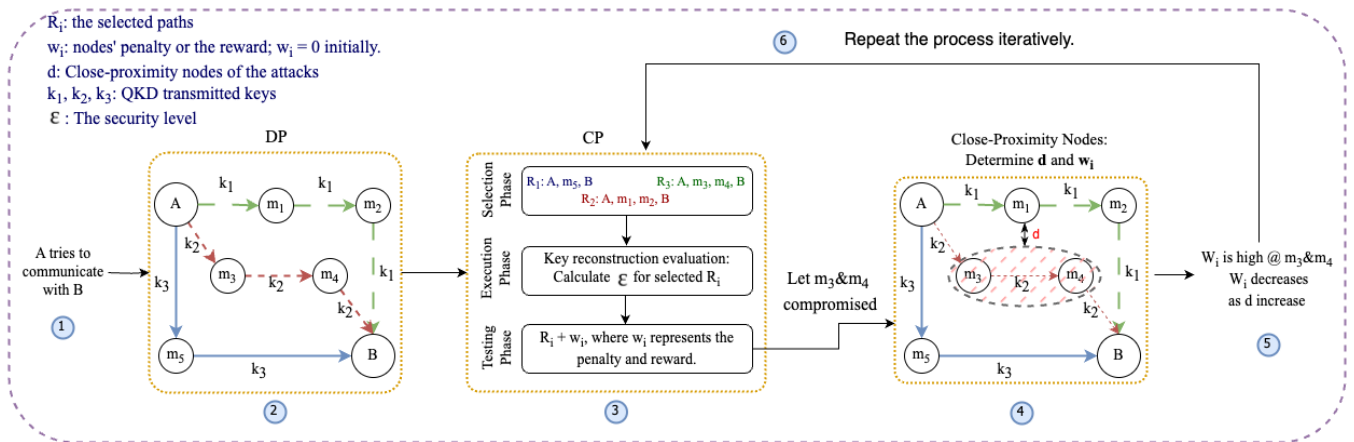 Rᵢ: the selected paths
wᵢ: nodes' penalty or the reward; wᵢ = 0 initially.
d: Close-proximity nodes of the attacks
k₁, k₂, k₃: QKD transmitted keys
Ɛ : The security level
6
Repeat the process iteratively.
A tries to
communicate
with B
1
DP
A
k₁
m₁
k₁
m₂
k₂
k₃
m₃
k₂
m₄
k₁
k₂
m₅
k₃
B
2
CP
Selection
Phase
R₁: A, m₅, B
R₃: A, m₃, m₄, B
R₂: A, m₁, m₂, B
Execution
Phase
Key reconstruction evaluation:
Calculate Ɛ for selected Rᵢ
Testing
Phase
Rᵢ + wᵢ, where wᵢ represents the
penalty and reward.
3
Let m₃&m₄
compromised
Close-Proximity Nodes:
Determine d and wᵢ
A
k₁
m₁
k₁
m₂
d
k₂
k₃
m₃
k₂
m₄
k₁
k₂
m₅
k₃
B
4
Wᵢ is high @ m₃&m₄
Wᵢ decreases
as d increase
5